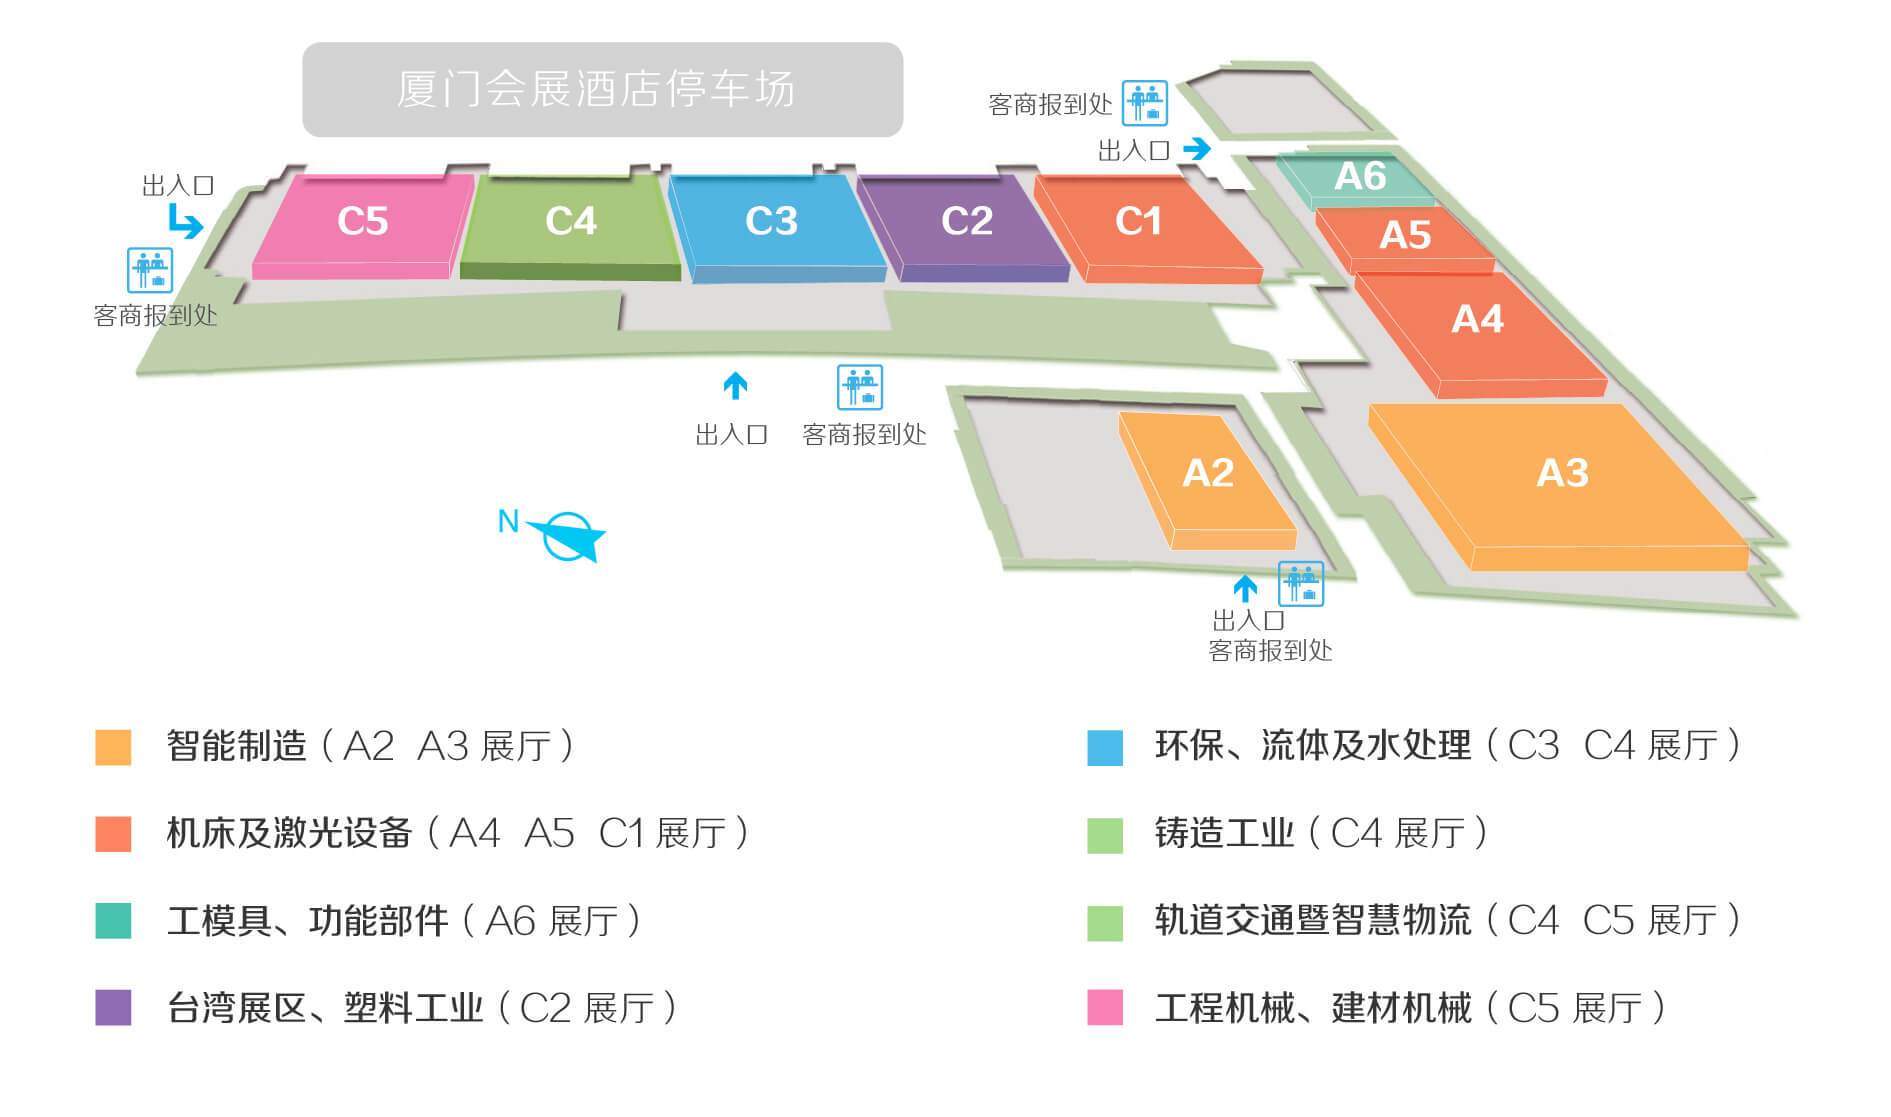 厦门会展酒店停车场
客商报到处
出入口
出入口
客商报到处
C5
C4
C3
C2
C1
A6
A5
A4
A3
A2
出入口
客商报到处
N
出入口
客商报到处
智能制造（A2 A3 展厅）
机床及激光设备（A4 A5 C1 展厅）
工模具、功能部件（A6 展厅）
台湾展区、塑料工业（C2 展厅）
环保、流体及水处理（C3 C4 展厅）
铸造工业（C4 展厅）
轨道交通暨智慧物流（C4 C5 展厅）
工程机械、建材机械（C5 展厅）